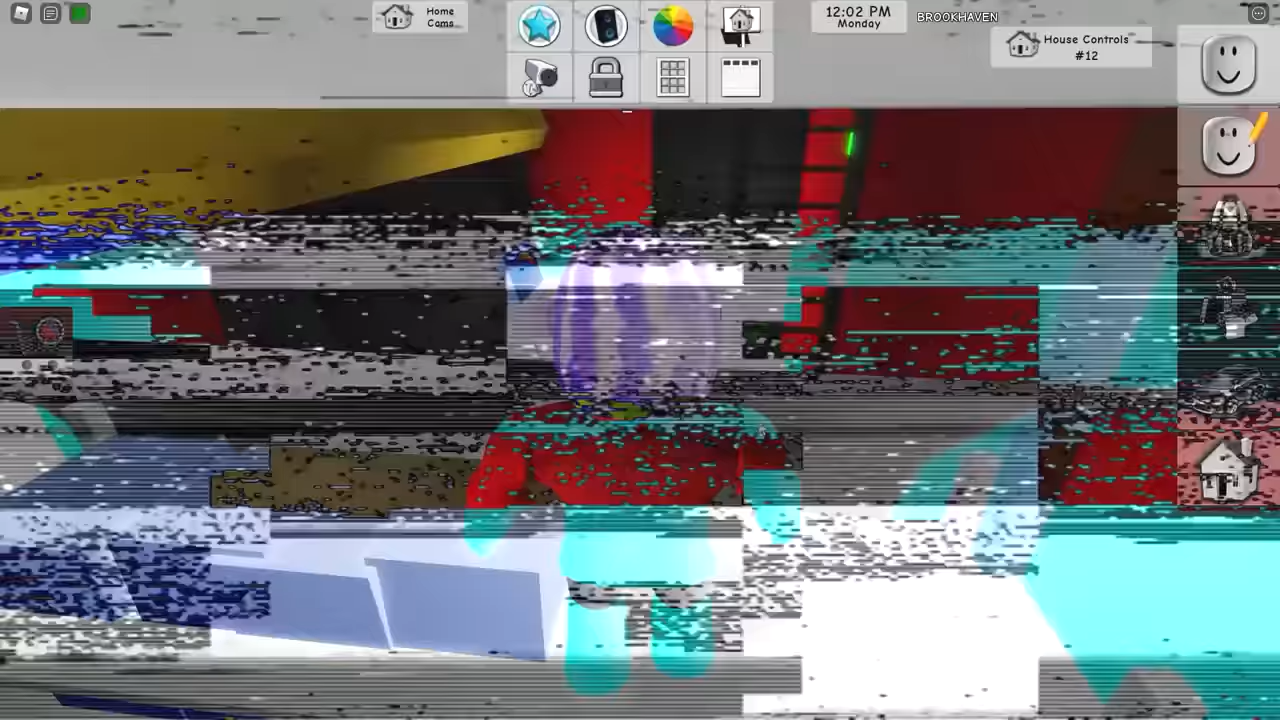 Home
Cams
12:02 PM
Monday
BROOKHAVEN
House Controls
#12